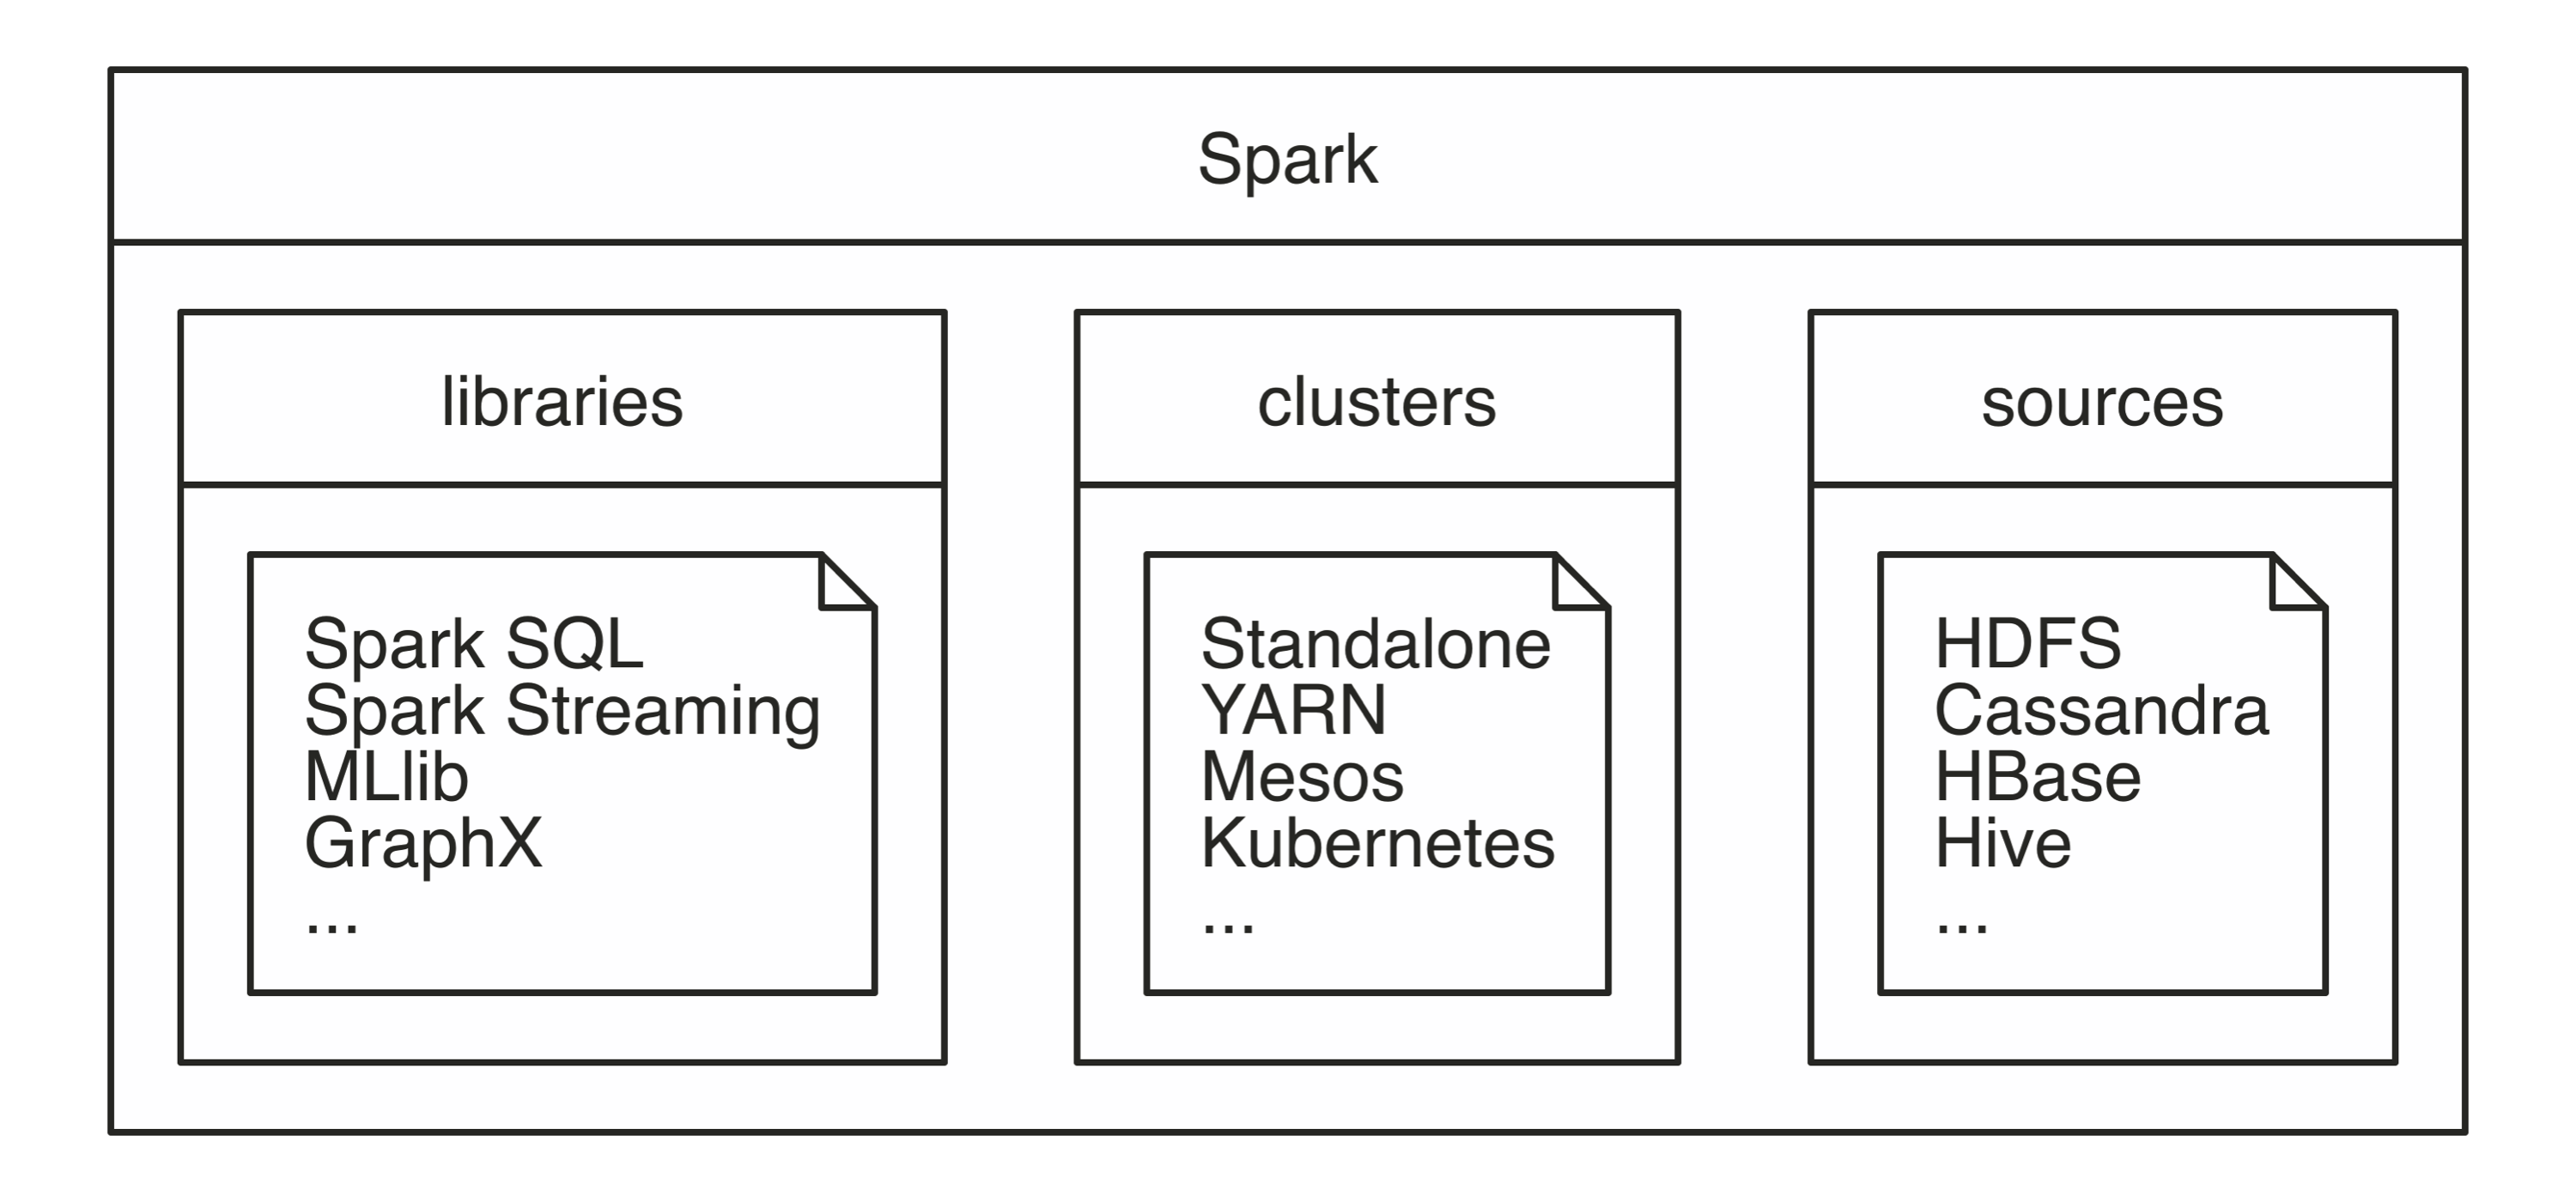 Spark
libraries
Spark SQL
Spark Streaming
MLlib
GraphX
...
clusters
Standalone
YARN
Mesos
Kubernetes
...
sources
HDFS
Cassandra
HBase
Hive
...